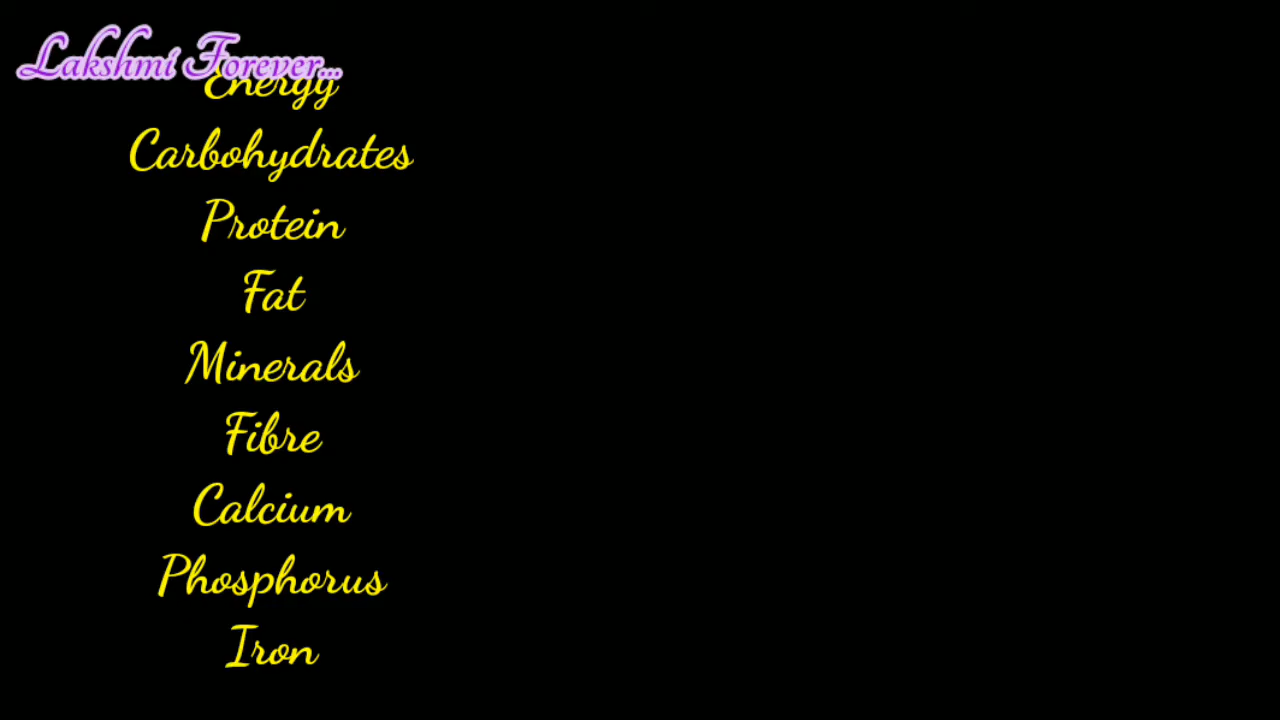 Lakshmi Forever...
Energy
Carbohydrates
Protein
Fat
Minerals
Fibre
Calcium
Phosphorus
Iron